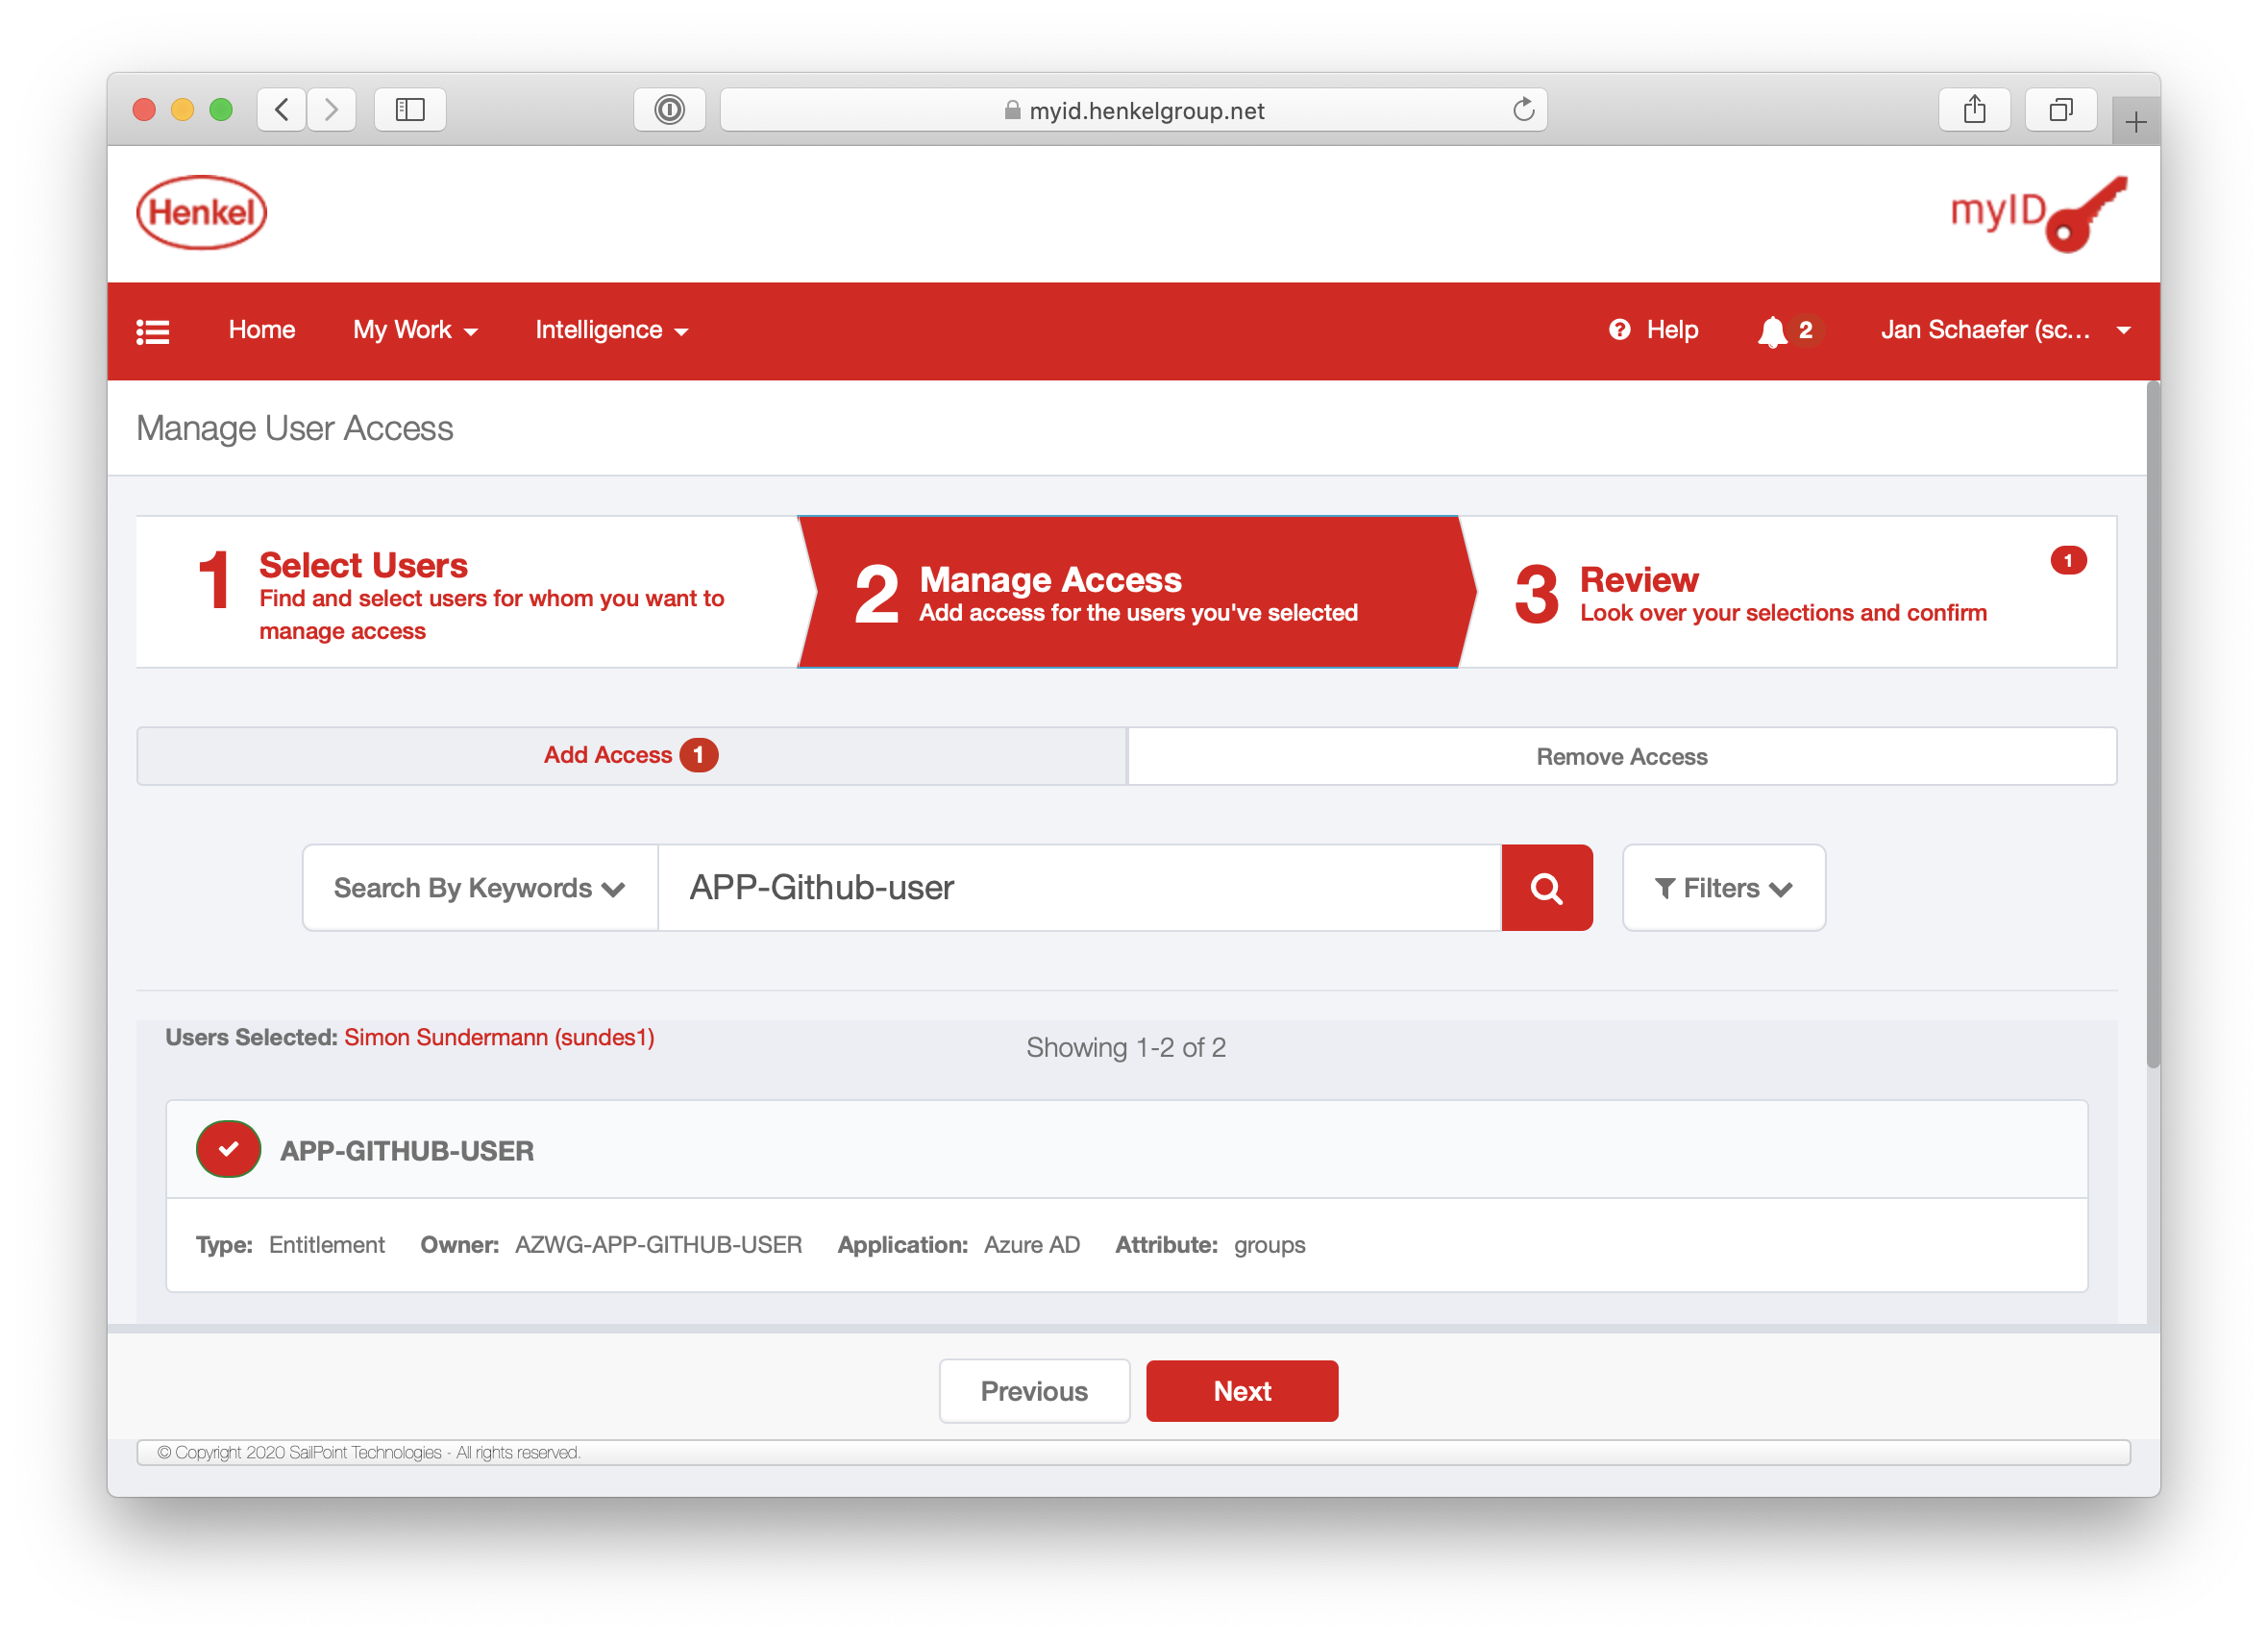 myid.henkelgroup.net
Henkel
myID
Home My Work Intelligence Help 2 Jan Schaefer (sc...
Manage User Access
1 Select Users
Find and select users for whom you want to
manage access
2 Manage Access
Add access for the users you've selected
3 Review
Look over your selections and confirm
1
Add Access 1
Remove Access
Search By Keywords APP-Github-user Filters
Users Selected: Simon Sundermann (sundes1)
Showing 1-2 of 2
APP-GITHUB-USER
Type: Entitlement Owner: AZWG-APP-GITHUB-USER Application: Azure AD Attribute: groups
Previous Next
© Copyright 2020 SailPoint Technologies - All rights reserved.